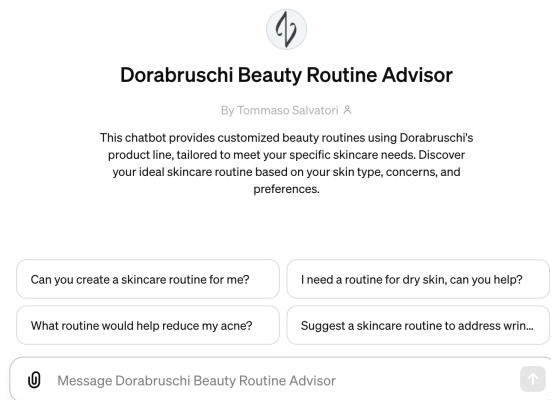 Dorabruschi Beauty Routine Advisor
By Tommaso Salvatori
This chatbot provides customized beauty routines using Dorabruschi's
product line, tailored to meet your specific skincare needs. Discover
your ideal skincare routine based on your skin type, concerns, and
preferences.
Can you create a skincare routine for me?
I need a routine for dry skin, can you help?
What routine would help reduce my acne?
Suggest a skincare routine to address wrin...
Message Dorabruschi Beauty Routine Advisor